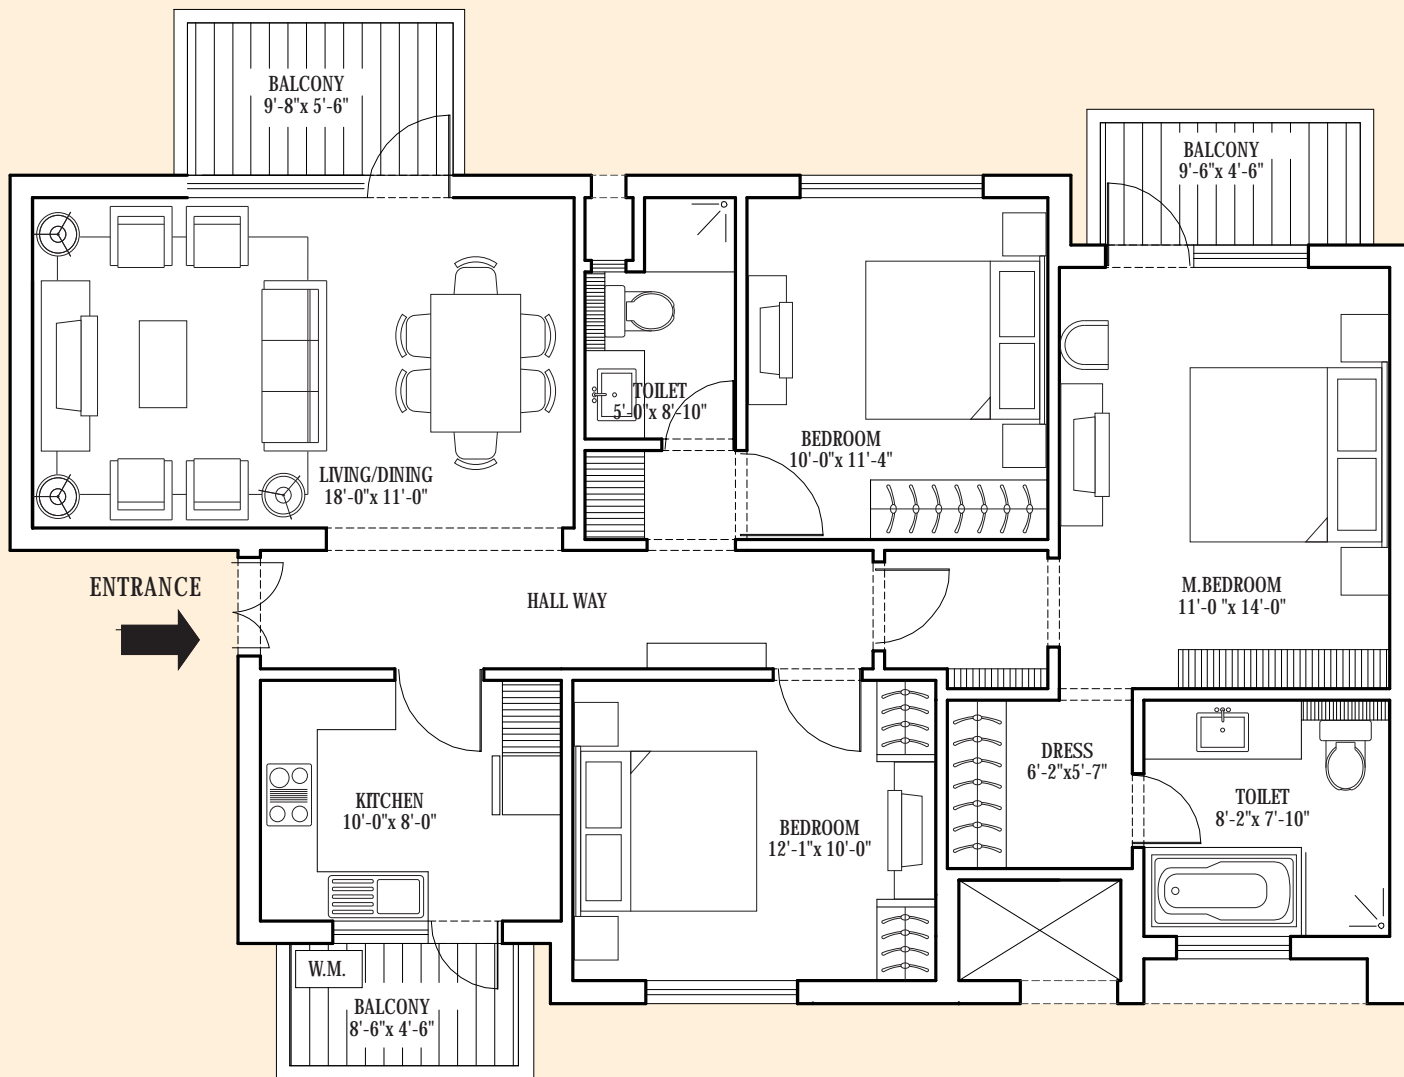 BALCONY
9'-8"x 5'-6"
BALCONY
9'-6"x 4'-6"
TOILET
5'-0"x 8'-10"
BEDROOM
10'-0"x 11'-4"
LIVING/DINING
18'-0"x 11'-0"
ENTRANCE
HALL WAY
M.BEDROOM
11'-0 "x 14'-0"
DRESS
6'-2"x5'-7"
KITCHEN
10'-0"x 8'-0"
TOILET
8'-2"x 7'-10"
BEDROOM
12'-1"x 10'-0"
W.M.
BALCONY
8'-6"x 4'-6"